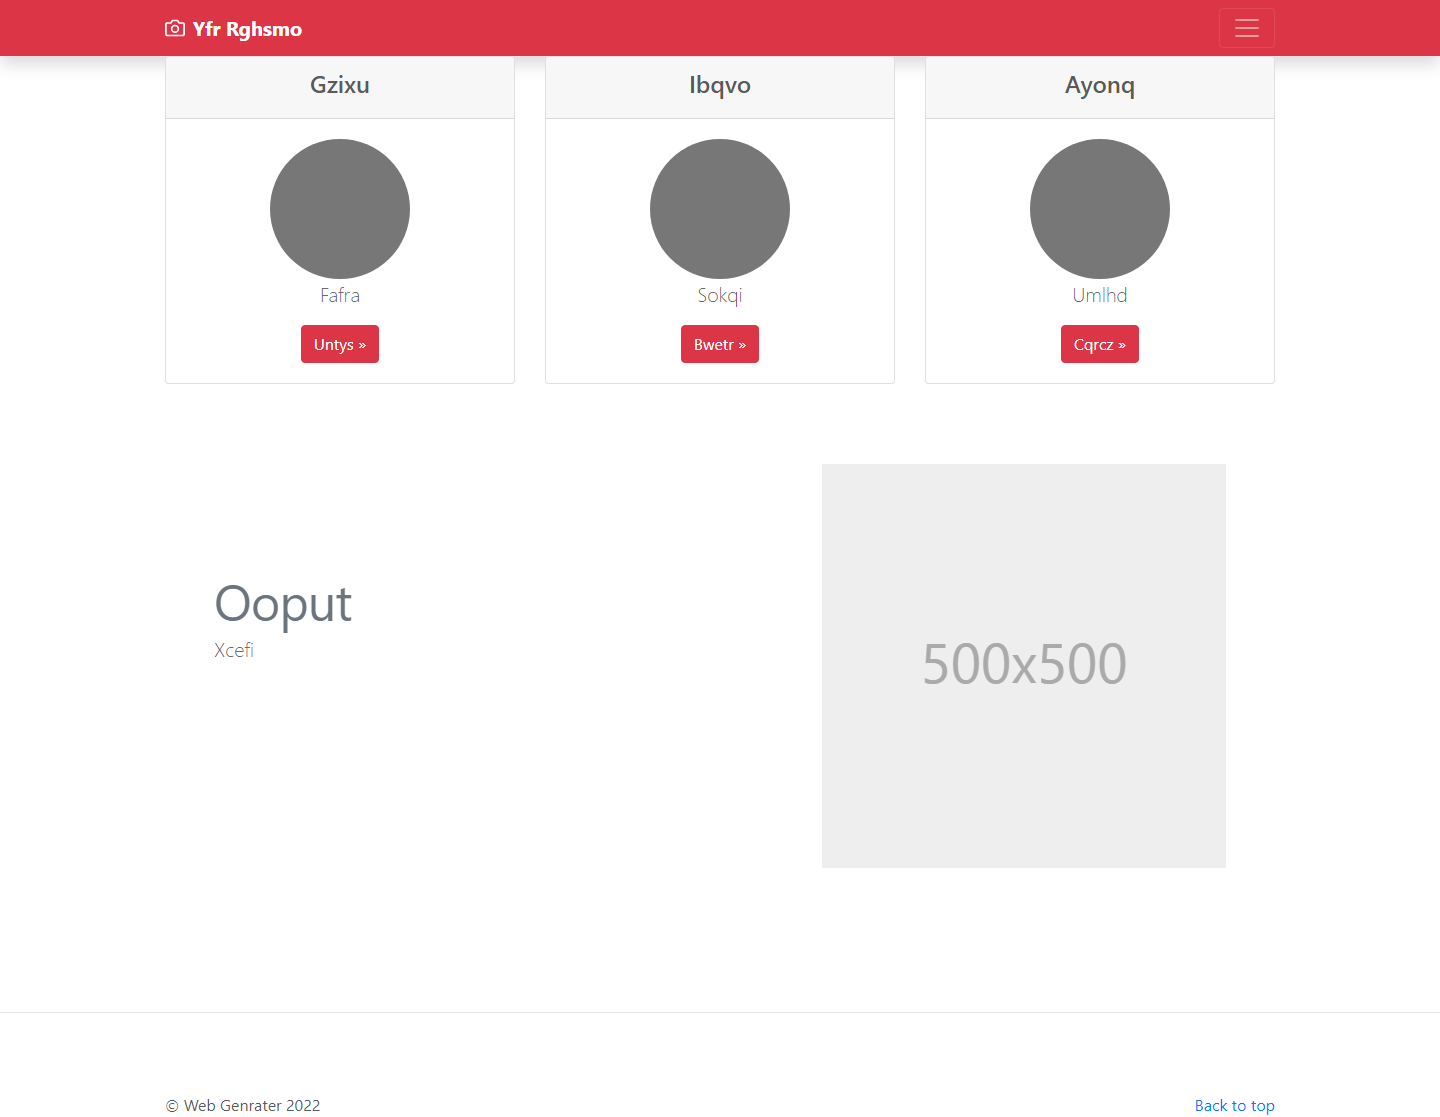 Yfr Rghsmo
Gzixu
Ibqvo
Ayonq
Fafra
Sokqi
Umlhd
Untys »
Bwetr »
Cqrcz »
Ooput
Xcefi
500x500
© Web Genrater 2022
Back to top